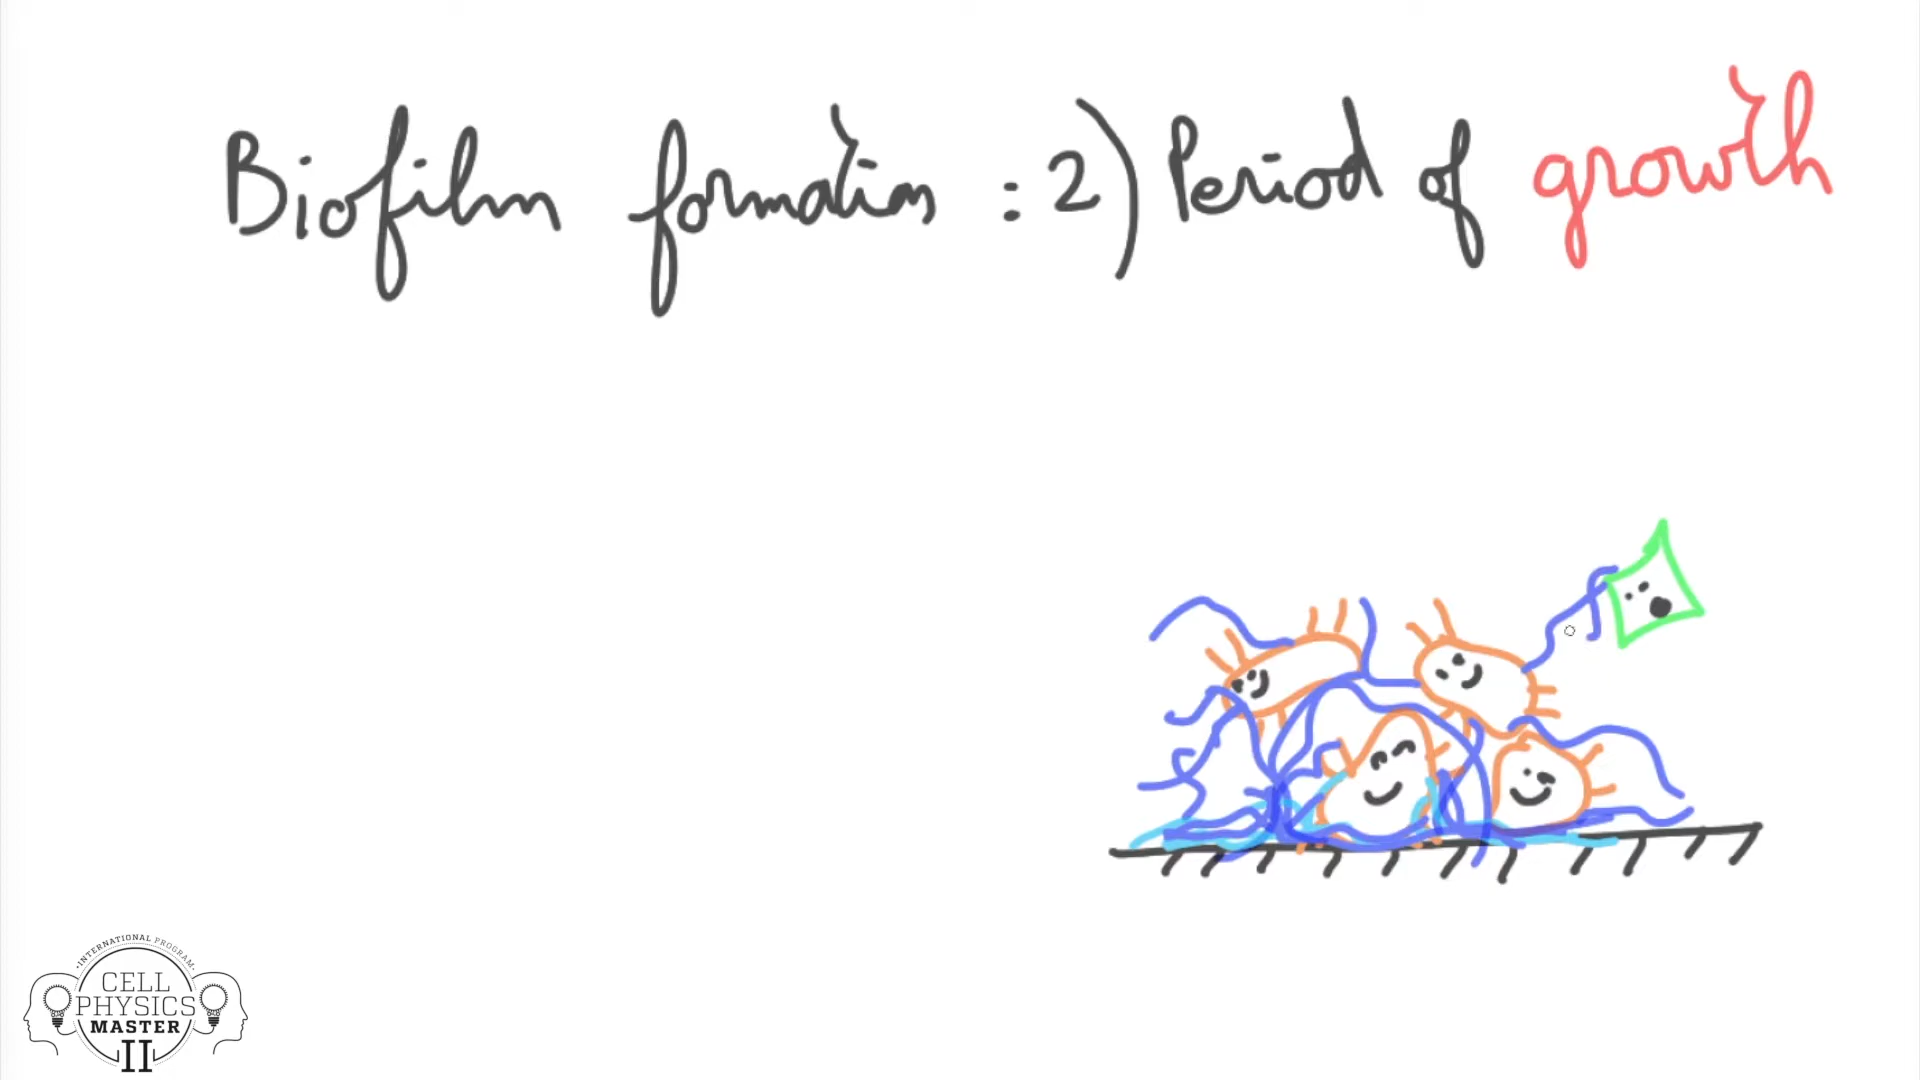 Biofilm formation : 2) Period of growth
·INTERNATIONAL PROGRAM·
CELL
PHYSICS
MASTER
II